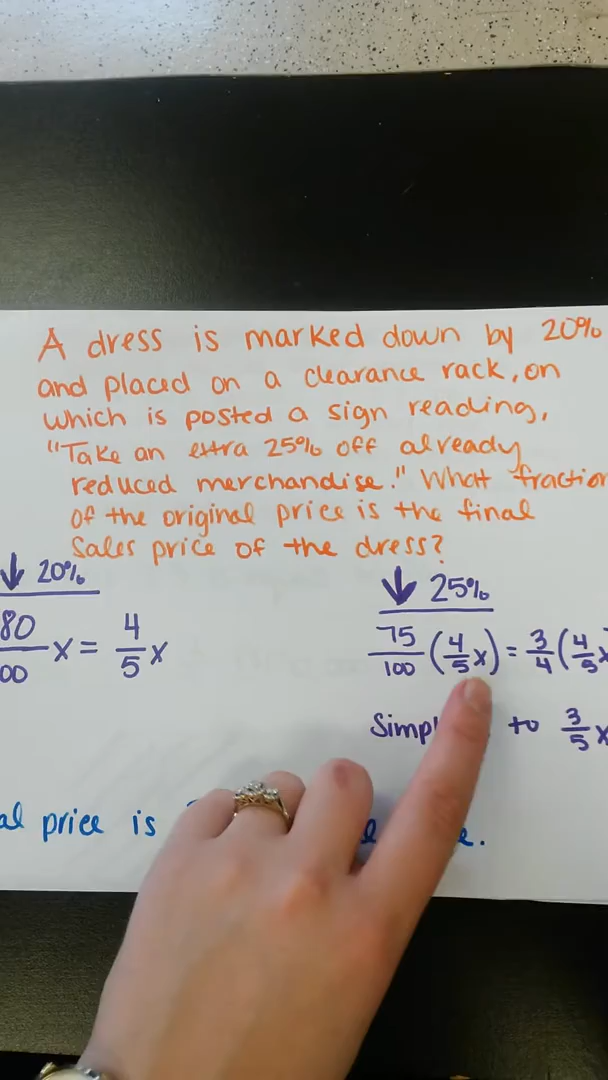 A dress is marked down by 20%
and placed on a clearance rack, on
which is posted a sign reading,
"Take an extra 25% off already
reduced merchandise." What fraction
of the original price is the final
sales price of the dress?
↓ 20%
80/100 x = 4/5 x
↓ 25%
75/100 (4/5 x) = 3/4 (4/5 x
to 3/5 x
price is